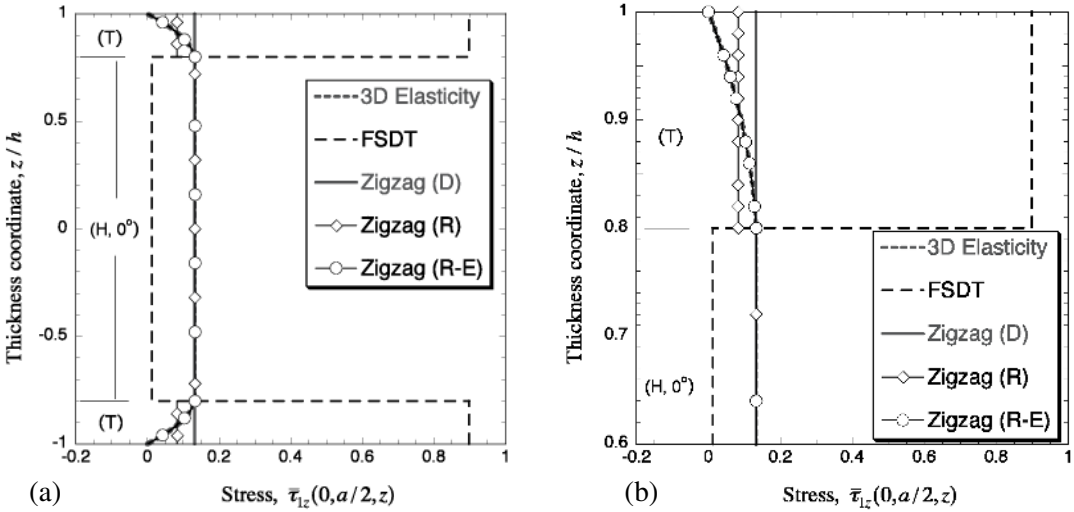 1
0.5
0
-0.5
-1
-0.2
0
0.2
0.4
0.6
0.8
1
Thickness coordinate, z / h
(T)
(H, 0°)
(T)
3D Elasticity
FSDT
Zigzag (D)
Zigzag (R)
Zigzag (R-E)
(a)
Stress, τ̅₁z(0,a/2,z)
1
0.9
0.8
0.7
0.6
-0.2
0
0.2
0.4
0.6
0.8
1
Thickness coordinate, z / h
(T)
(H, 0°)
3D Elasticity
FSDT
Zigzag (D)
Zigzag (R)
Zigzag (R-E)
(b)
Stress, τ̅₁z(0,a/2,z)